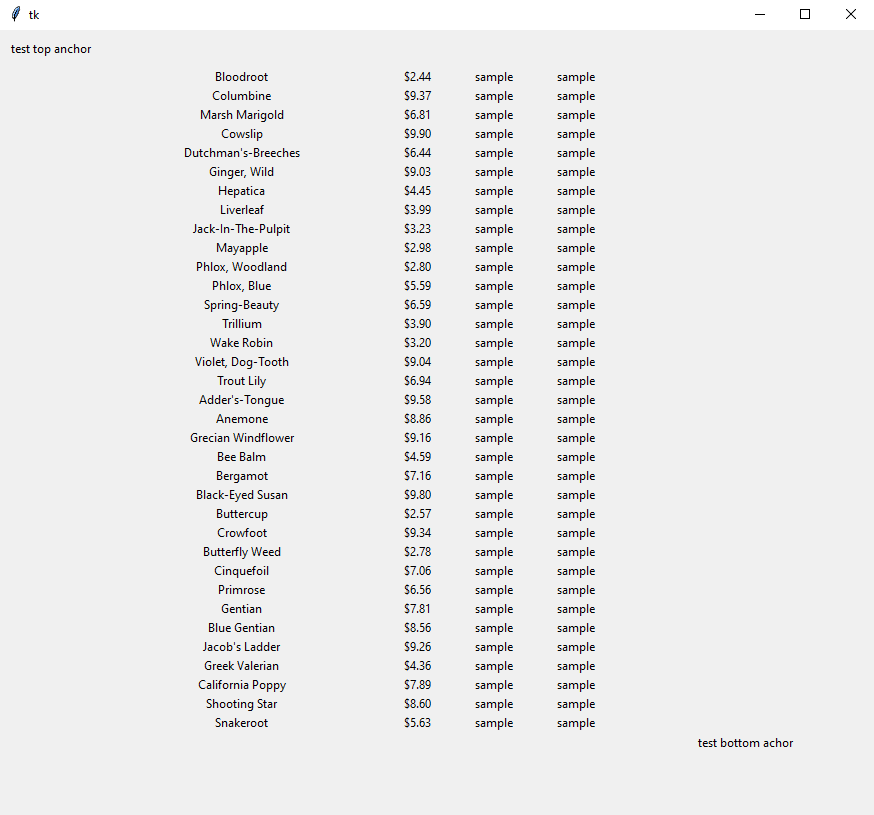 tk
test top anchor
Bloodroot $2.44 sample sample
Columbine $9.37 sample sample
Marsh Marigold $6.81 sample sample
Cowslip $9.90 sample sample
Dutchman's-Breeches $6.44 sample sample
Ginger, Wild $9.03 sample sample
Hepatica $4.45 sample sample
Liverleaf $3.99 sample sample
Jack-In-The-Pulpit $3.23 sample sample
Mayapple $2.98 sample sample
Phlox, Woodland $2.80 sample sample
Phlox, Blue $5.59 sample sample
Spring-Beauty $6.59 sample sample
Trillium $3.90 sample sample
Wake Robin $3.20 sample sample
Violet, Dog-Tooth $9.04 sample sample
Trout Lily $6.94 sample sample
Adder's-Tongue $9.58 sample sample
Anemone $8.86 sample sample
Grecian Windflower $9.16 sample sample
Bee Balm $4.59 sample sample
Bergamot $7.16 sample sample
Black-Eyed Susan $9.80 sample sample
Buttercup $2.57 sample sample
Crowfoot $9.34 sample sample
Butterfly Weed $2.78 sample sample
Cinquefoil $7.06 sample sample
Primrose $6.56 sample sample
Gentian $7.81 sample sample
Blue Gentian $8.56 sample sample
Jacob's Ladder $9.26 sample sample
Greek Valerian $4.36 sample sample
California Poppy $7.89 sample sample
Shooting Star $8.60 sample sample
Snakeroot $5.63 sample sample
test bottom achor